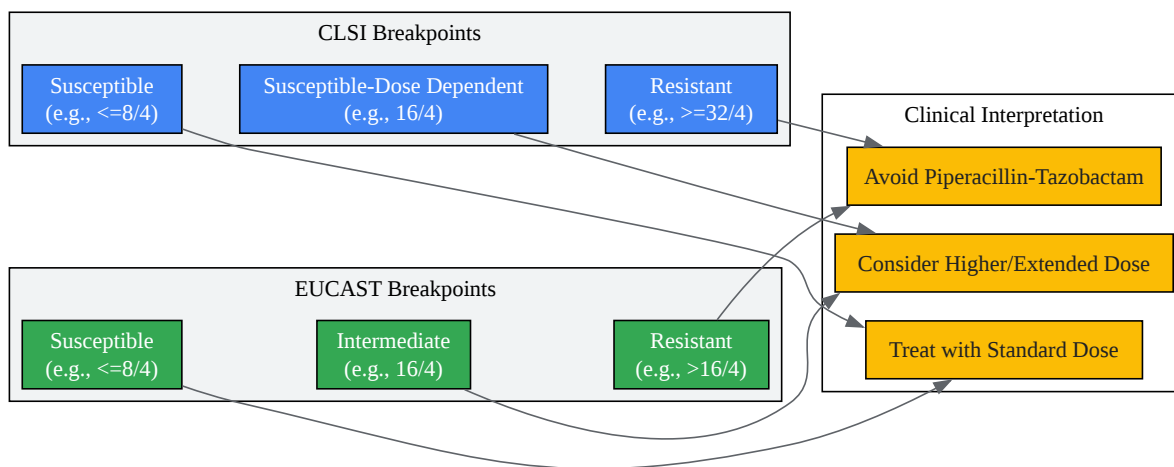 CLSI Breakpoints
Susceptible
(e.g., <=8/4)
Susceptible-Dose Dependent
(e.g., 16/4)
Resistant
(e.g., >=32/4)
EUCAST Breakpoints
Susceptible
(e.g., <=8/4)
Intermediate
(e.g., 16/4)
Resistant
(e.g., >16/4)
Clinical Interpretation
Avoid Piperacillin-Tazobactam
Consider Higher/Extended Dose
Treat with Standard Dose